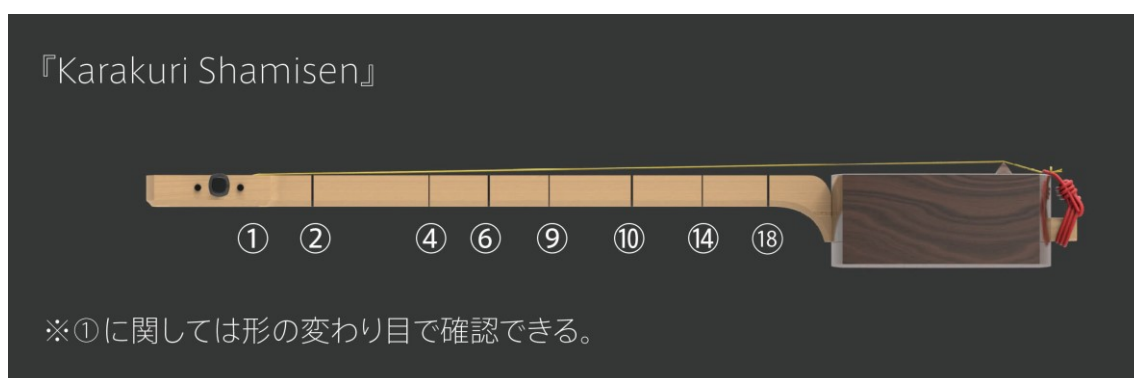 『Karakuri Shamisen』
① ② ④ ⑥ ⑨ ⑩ ⑭ ⑱
※①に関しては形の変わり目で確認できる。